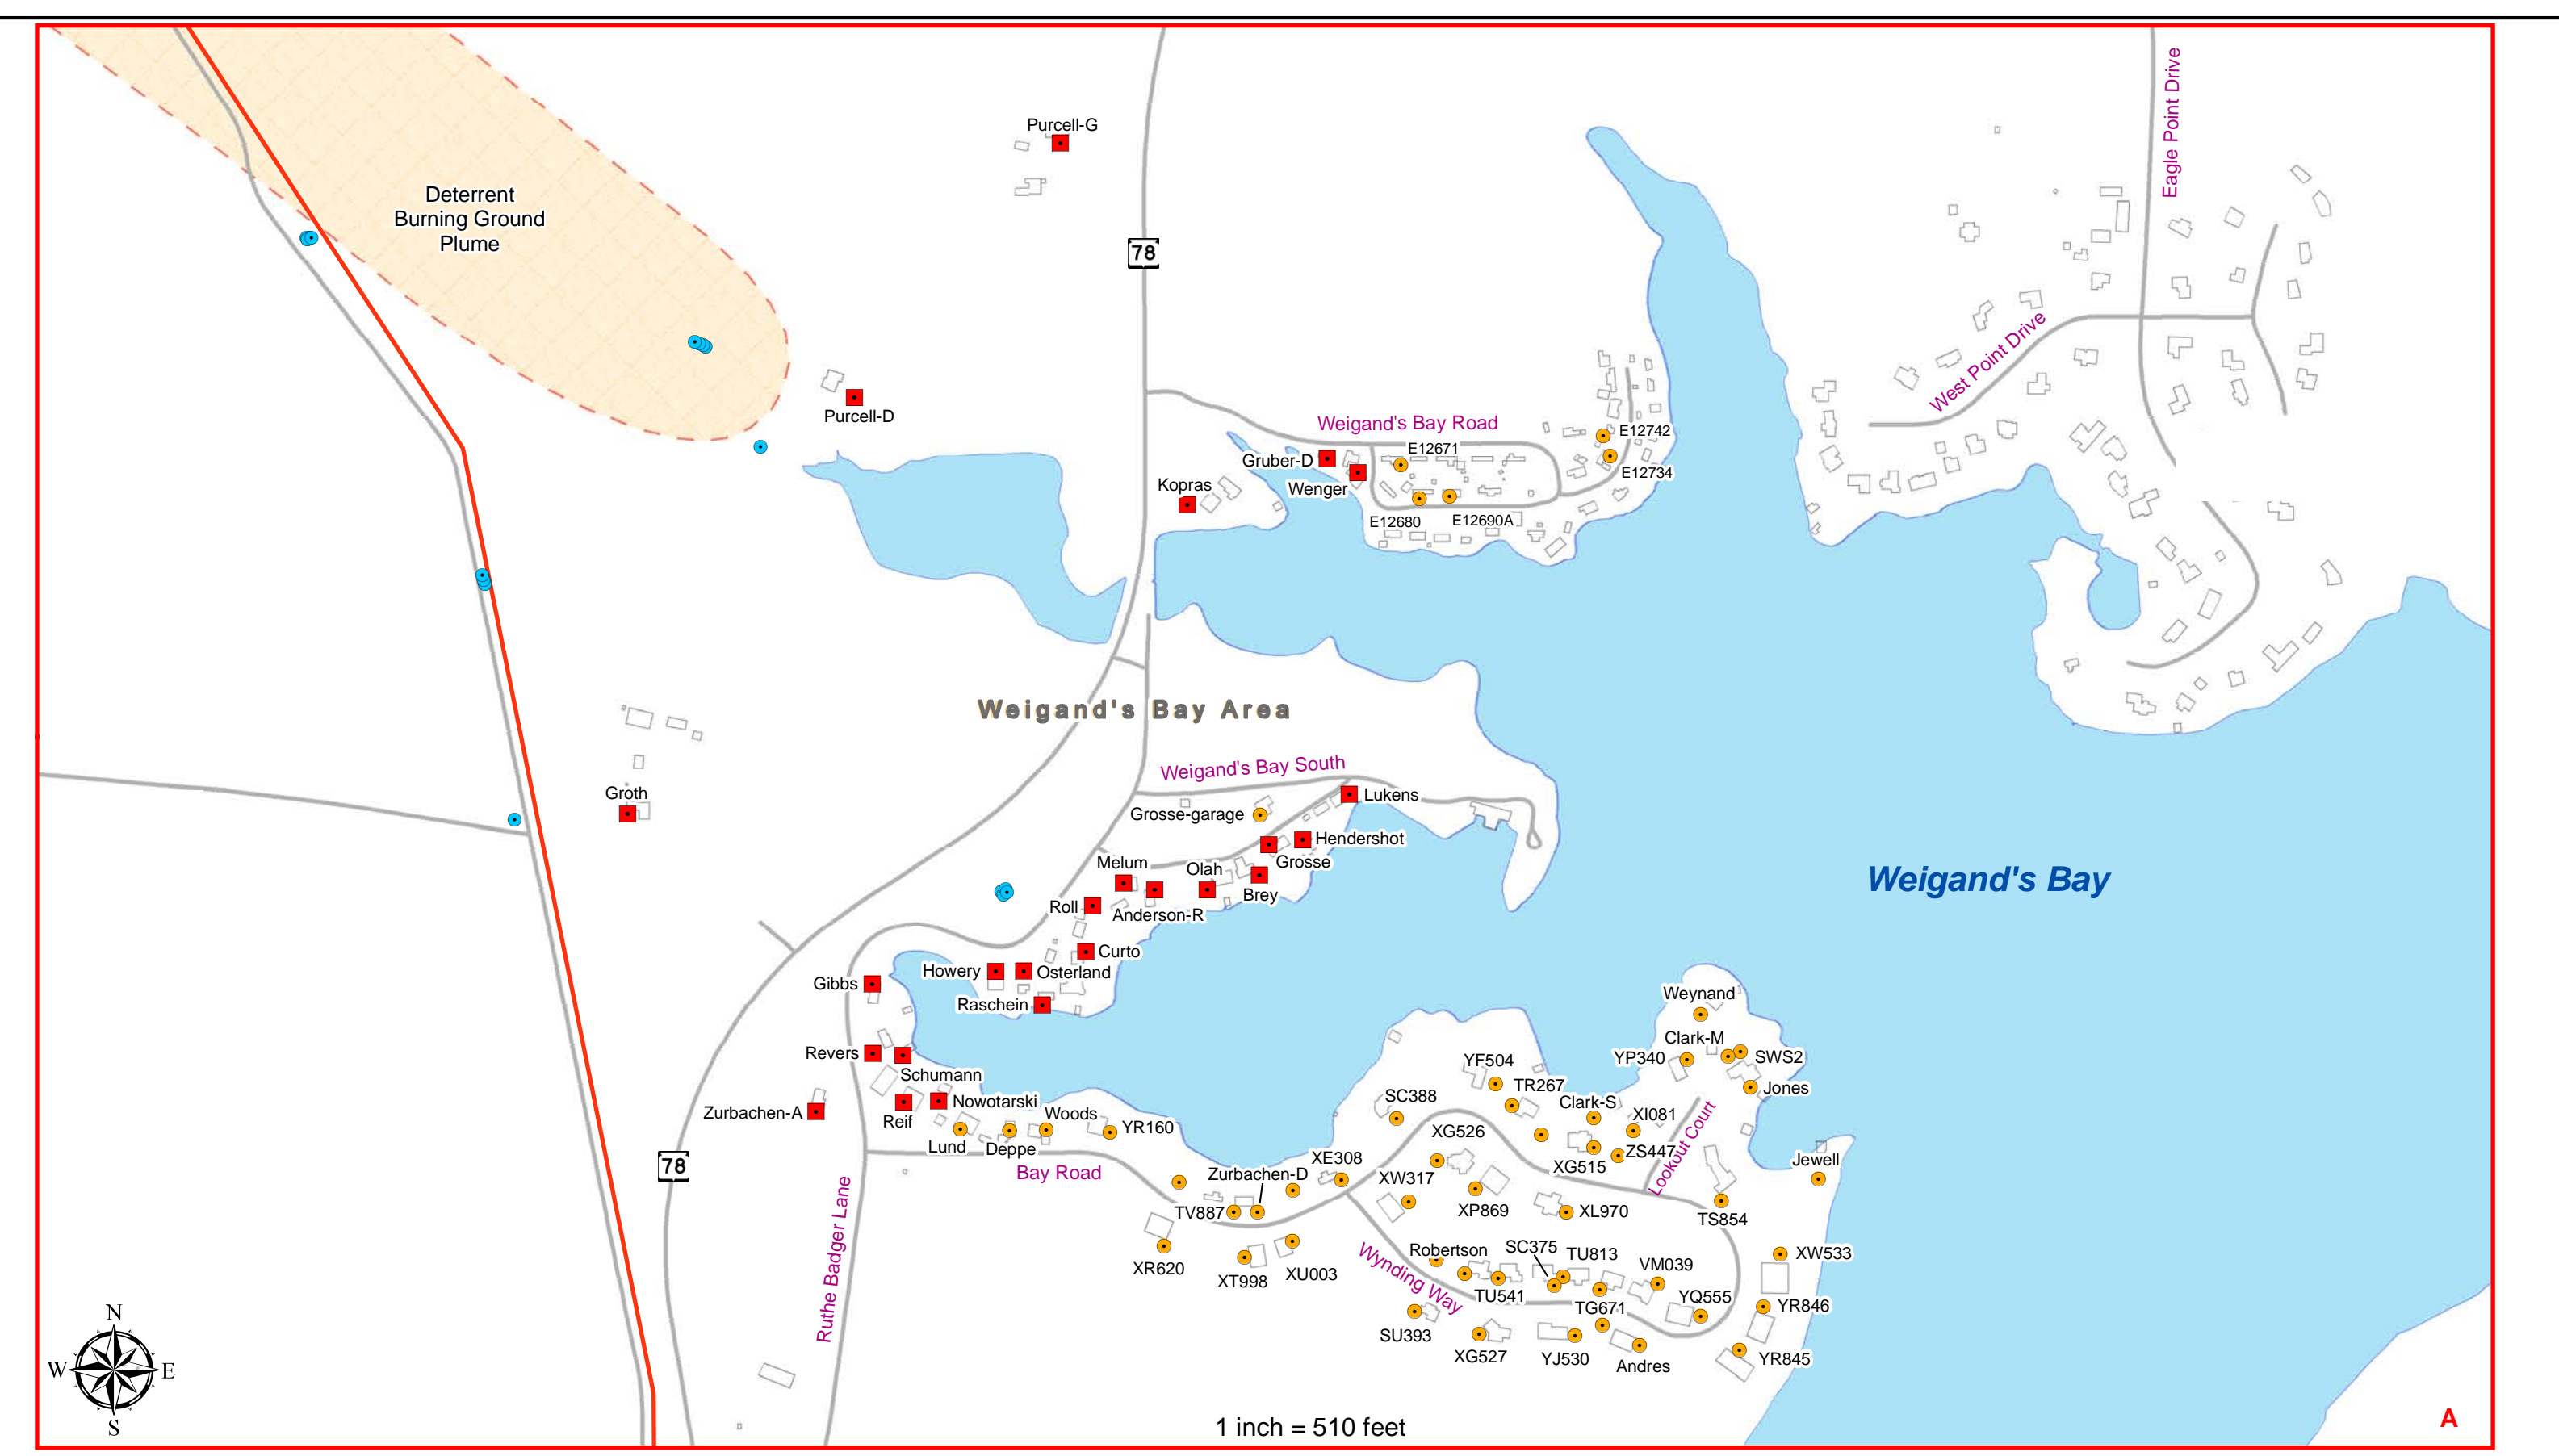 Eagle Point Drive
Purcell-G
Deterrent
Burning Ground
Plume
78
West Point Drive
Purcell-D
Weigand's Bay Road
E12742
E12671
Gruber-D
E12734
Kopras
Wenger
E12680
E12690A
Weigand's Bay Area
Weigand's Bay South
Groth
Lukens
Grosse-garage
Hendershot
Melum
Olah
Grosse
Weigand's Bay
Brey
Roll
Anderson-R
Curto
Howery
Osterland
Gibbs
Raschein
Weynand
Clark-M
Revers
YF504
YP340
SWS2
Schumann
TR267
Jones
SC388
Nowotarski
Clark-S
Zurbachen-A
Woods
XI081
Reif
YR160
XG526
Lund
Deppe
ZS447
Lookout Court
XE308
XG515
Jewell
78
Bay Road
Zurbachen-D
XW317
TV887
XP869
XL970
TS854
Ruthe Badger Lane
Wynding Way
Robertson
SC375
TU813
XW533
XR620
XU003
VM039
XT998
TU541
YQ555
TG671
YR846
SU393
XG527
YJ530
Andres
YR845
N
W
E
S
1 inch = 510 feet
A